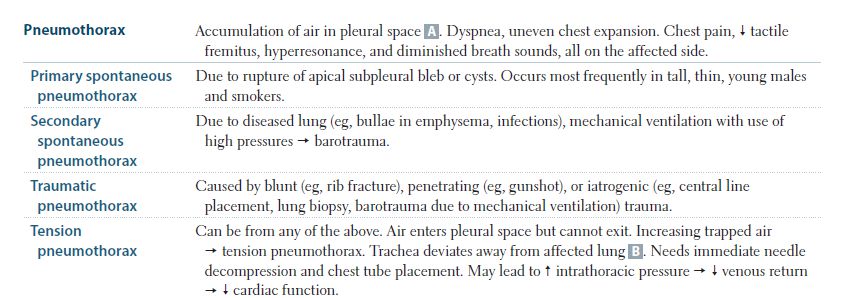 Pneumothorax
Accumulation of air in pleural space A. Dyspnea, uneven chest expansion. Chest pain, ↓ tactile
fremitus, hyperresonance, and diminished breath sounds, all on the affected side.
Primary spontaneous
pneumothorax
Due to rupture of apical subpleural bleb or cysts. Occurs most frequently in tall, thin, young males
and smokers.
Secondary
spontaneous
pneumothorax
Due to diseased lung (eg, bullae in emphysema, infections), mechanical ventilation with use of
high pressures → barotrauma.
Traumatic
pneumothorax
Caused by blunt (eg, rib fracture), penetrating (eg, gunshot), or iatrogenic (eg, central line
placement, lung biopsy, barotrauma due to mechanical ventilation) trauma.
Tension
pneumothorax
Can be from any of the above. Air enters pleural space but cannot exit. Increasing trapped air
→ tension pneumothorax. Trachea deviates away from affected lung B. Needs immediate needle
decompression and chest tube placement. May lead to ↑ intrathoracic pressure → ↓ venous return
→ ↓ cardiac function.